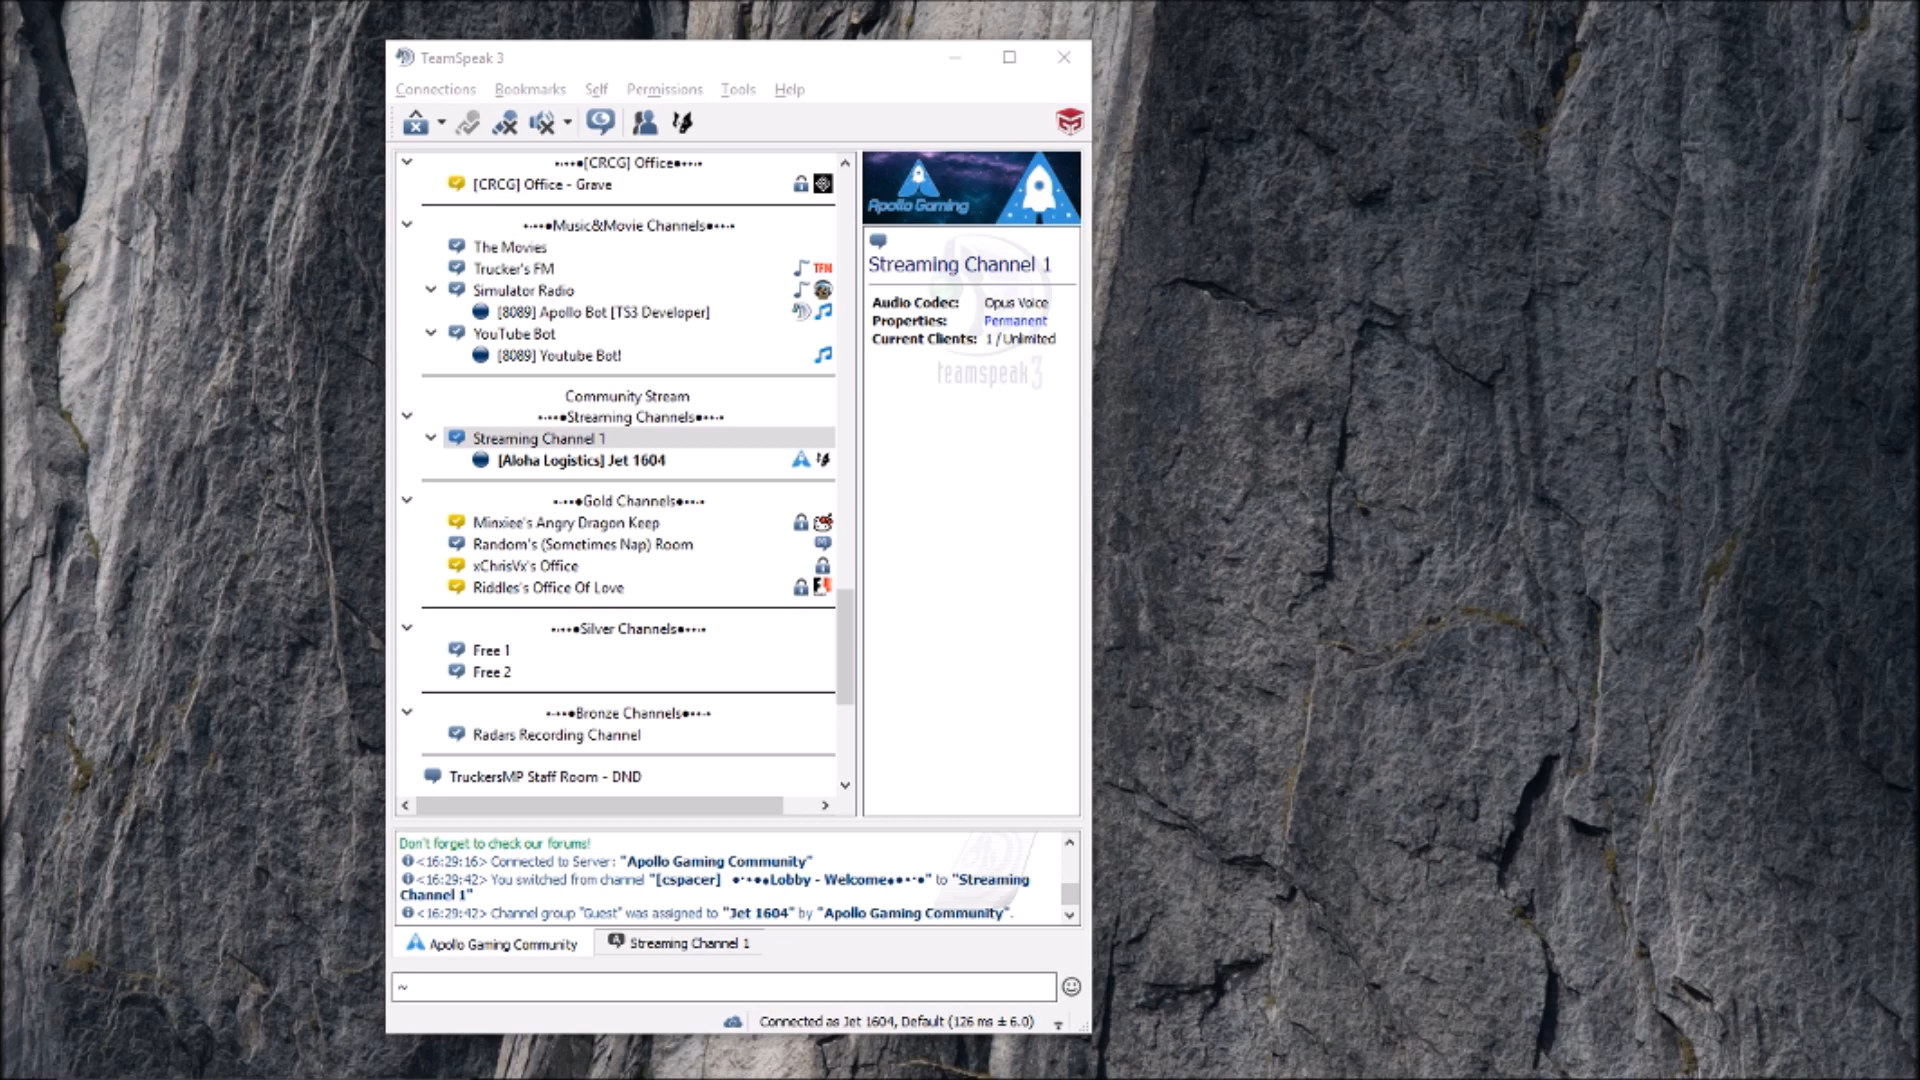 TeamSpeak 3
Connections Bookmarks Self Permissions Tools Help
•·••●[CRCG] Office●••·•
[CRCG] Office - Grave
•·••●Music&Movie Channels●••·•
The Movies
Trucker's FM
TFM
Simulator Radio
[8089] Apollo Bot [TS3 Developer]
YouTube Bot
[8089] Youtube Bot!
Community Stream
•·••●Streaming Channels●••·•
Streaming Channel 1
[Aloha Logistics] Jet 1604
•·••●Gold Channels●••·•
Minxiee's Angry Dragon Keep
Random's (Sometimes Nap) Room
xChrisVx's Office
Riddles's Office Of Love
•·••●Silver Channels●••·•
Free 1
Free 2
•·••●Bronze Channels●••·•
Radars Recording Channel
TruckersMP Staff Room - DND
Apollo Gaming
Streaming Channel 1
Audio Codec: Opus Voice
Properties: Permanent
Current Clients: 1 / Unlimited
teamspeak 3
Don't forget to check our forums!
<16:29:16> Connected to Server: "Apollo Gaming Community"
<16:29:42> You switched from channel "[cspacer] ●·••●Lobby - Welcome●●••·●" to "Streaming
Channel 1"
<16:29:42> Channel group "Guest" was assigned to "Jet 1604" by "Apollo Gaming Community".
Apollo Gaming Community
Streaming Channel 1
~
Connected as Jet 1604, Default (126 ms ± 6.0)